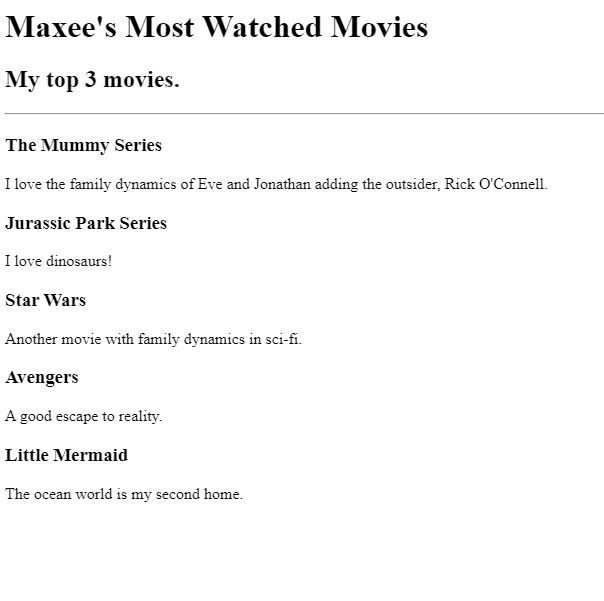 Maxee's Most Watched Movies
My top 3 movies.
The Mummy Series
I love the family dynamics of Eve and Jonathan adding the outsider, Rick O'Connell.
Jurassic Park Series
I love dinosaurs!
Star Wars
Another movie with family dynamics in sci-fi.
Avengers
A good escape to reality.
Little Mermaid
The ocean world is my second home.